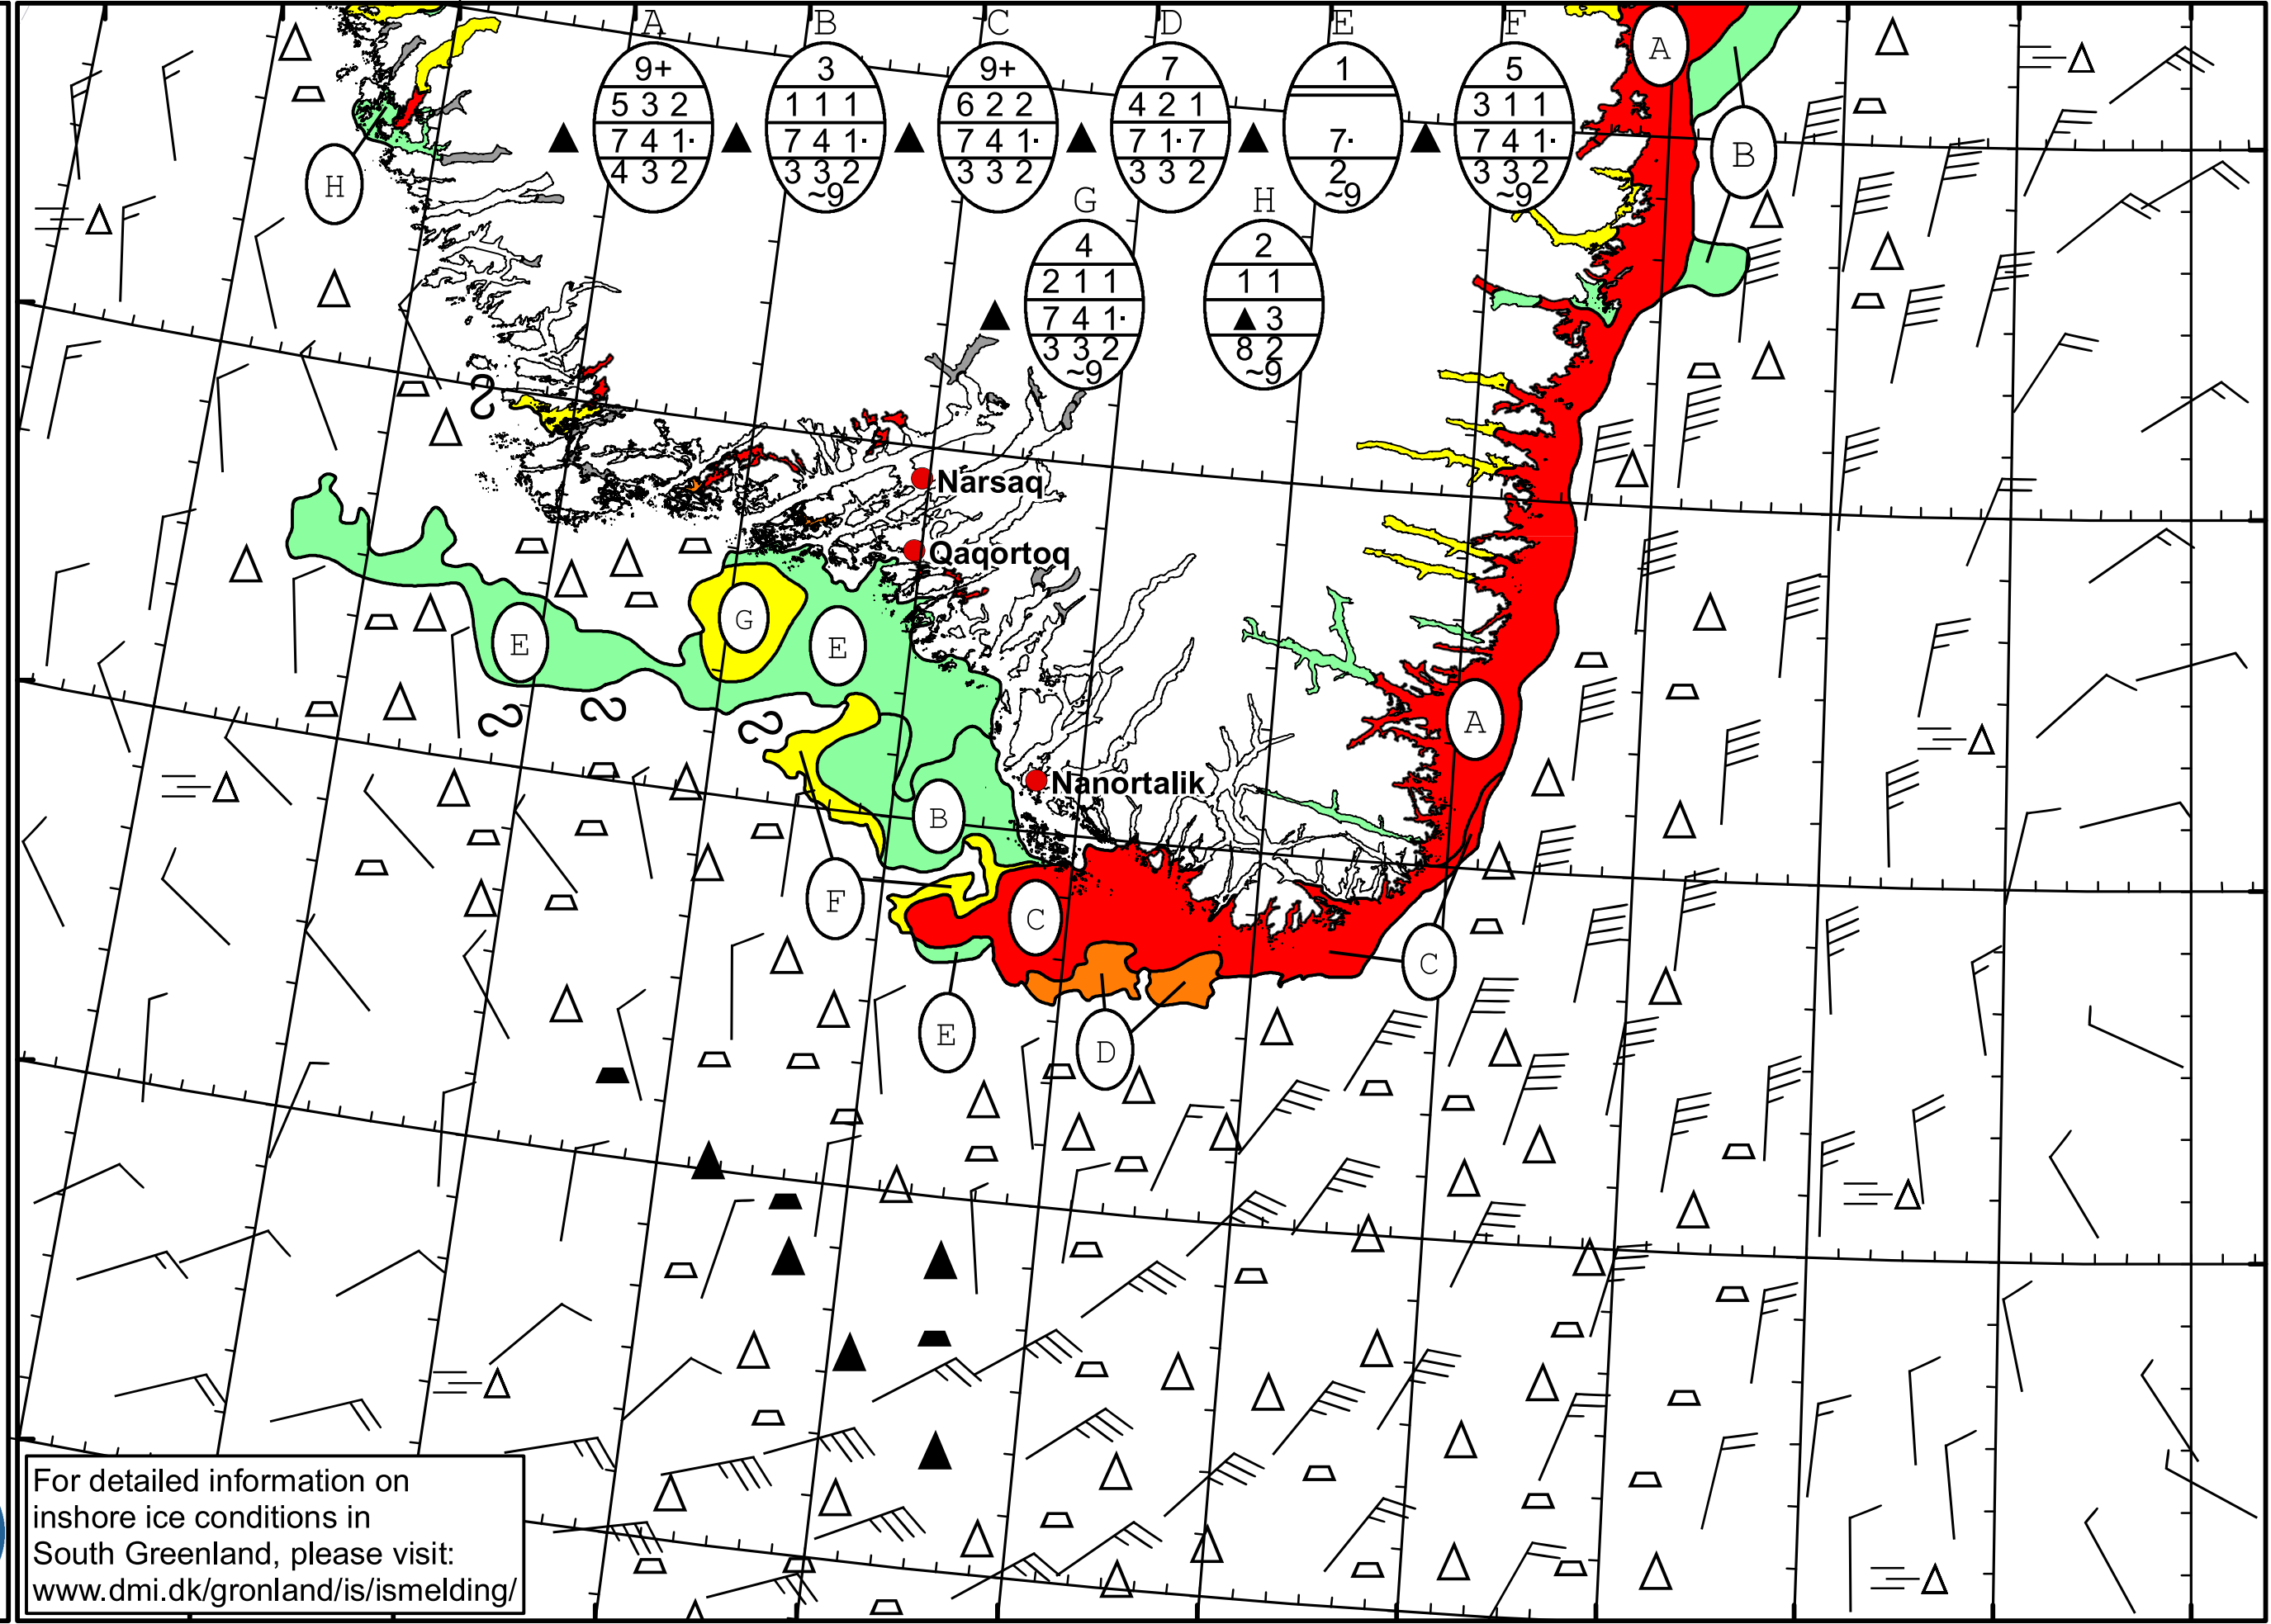 A B C D E F
9+ 3 9+ 7 1 5
5 3 2 1 1 1 6 2 2 4 2 1 3 1 1
7 4 1· 7 4 1· 7 4 1· 7 1·7 7· 7 4 1·
4 3 2 3 3 2 3 3 2 3 3 2 2 3 3 2
~9 ~9 ~9
G H
4 2
2 1 1 1 1
7 4 1· ▲ 3
3 3 2 8 2
~9 ~9
A
B
H
Narsaq
Qaqortoq
E
G
E
A
Nanortalik
B
F
C
C
E
D
For detailed information on
inshore ice conditions in
South Greenland, please visit:
www.dmi.dk/gronland/is/ismelding/